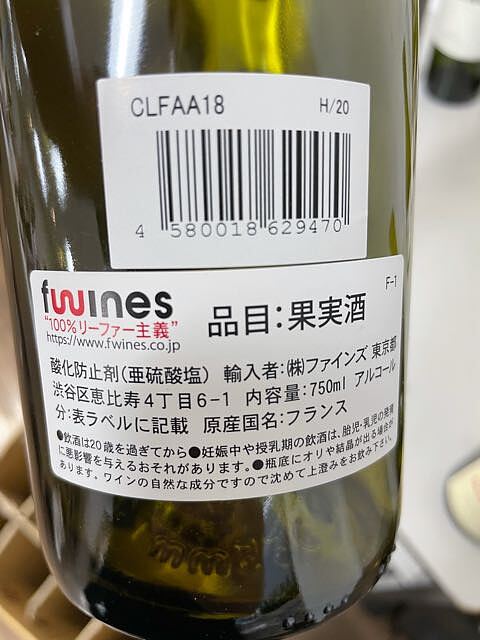 CLFAA18 H/20
4 580018 629470
F-1
fwines
"100%リーファー主義"
https://www.fwines.co.jp
品目:果実酒
酸化防止剤(亜硫酸塩) 輸入者:㈱ファインズ 東京都
渋谷区恵比寿4丁目6-1 内容量:750ml アルコール
分:表ラベルに記載 原産国名:フランス
●飲酒は20歳を過ぎてから●妊娠中や授乳期の飲酒は、胎児・乳児の発育
に悪影響を与えるおそれがあります。●瓶底にオリや結晶が出る場合が
あります。ワインの自然な成分ですので沈めて上澄みをお飲み下さい。